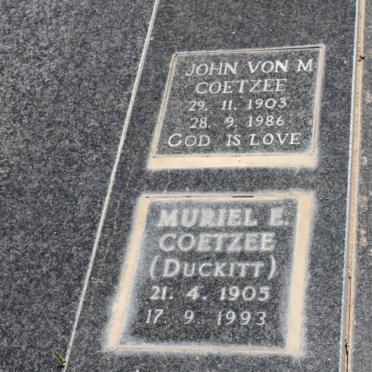 JOHN VON M
COETZEE
29. 11. 1903
28. 9. 1986
GOD IS LOVE
MURIEL E.
COETZEE
(DUCKITT)
21. 4. 1905
17. 9. 1993